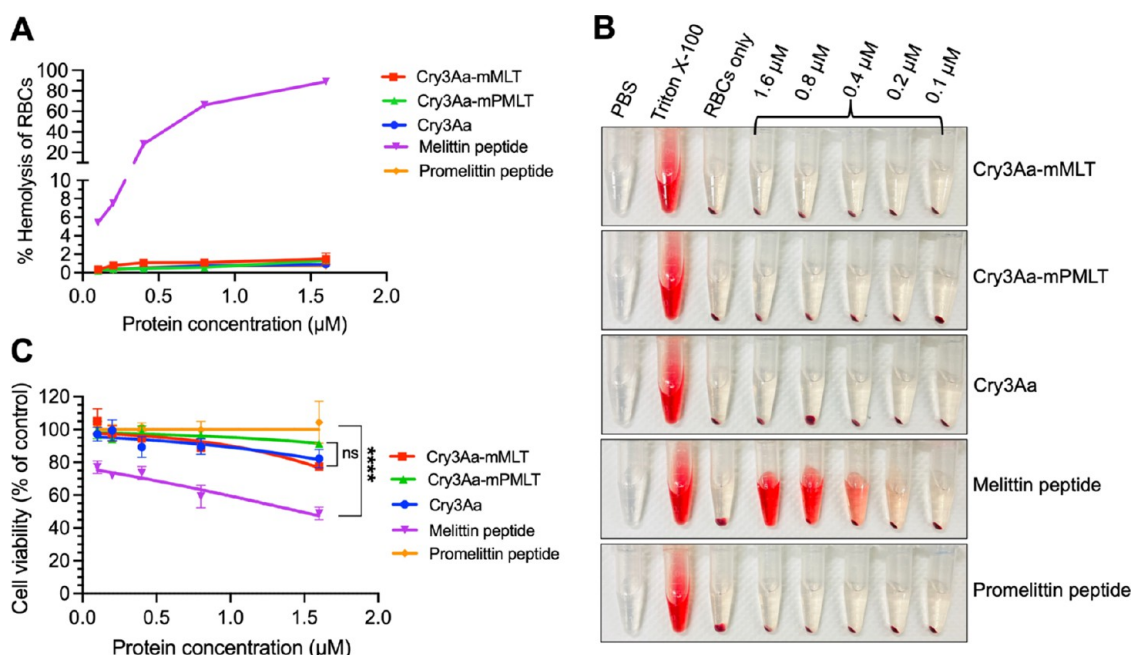 A
% Hemolysis of RBCs
100
90
80
70
60
50
40
30
20
8
6
4
2
0
0.0 0.5 1.0 1.5 2.0
Protein concentration (μM)
Cry3Aa-mMLT
Cry3Aa-mPMLT
Cry3Aa
Melittin peptide
Promelittin peptide
B
PBS
Triton X-100
RBCs only
1.6 μM
0.8 μM
0.4 μM
0.2 μM
0.1 μM
Cry3Aa-mMLT
Cry3Aa-mPMLT
Cry3Aa
Melittin peptide
Promelittin peptide
C
Cell viability (% of control)
120
100
80
60
40
20
0
0.0 0.5 1.0 1.5 2.0
Protein concentration (μM)
ns
****
Cry3Aa-mMLT
Cry3Aa-mPMLT
Cry3Aa
Melittin peptide
Promelittin peptide